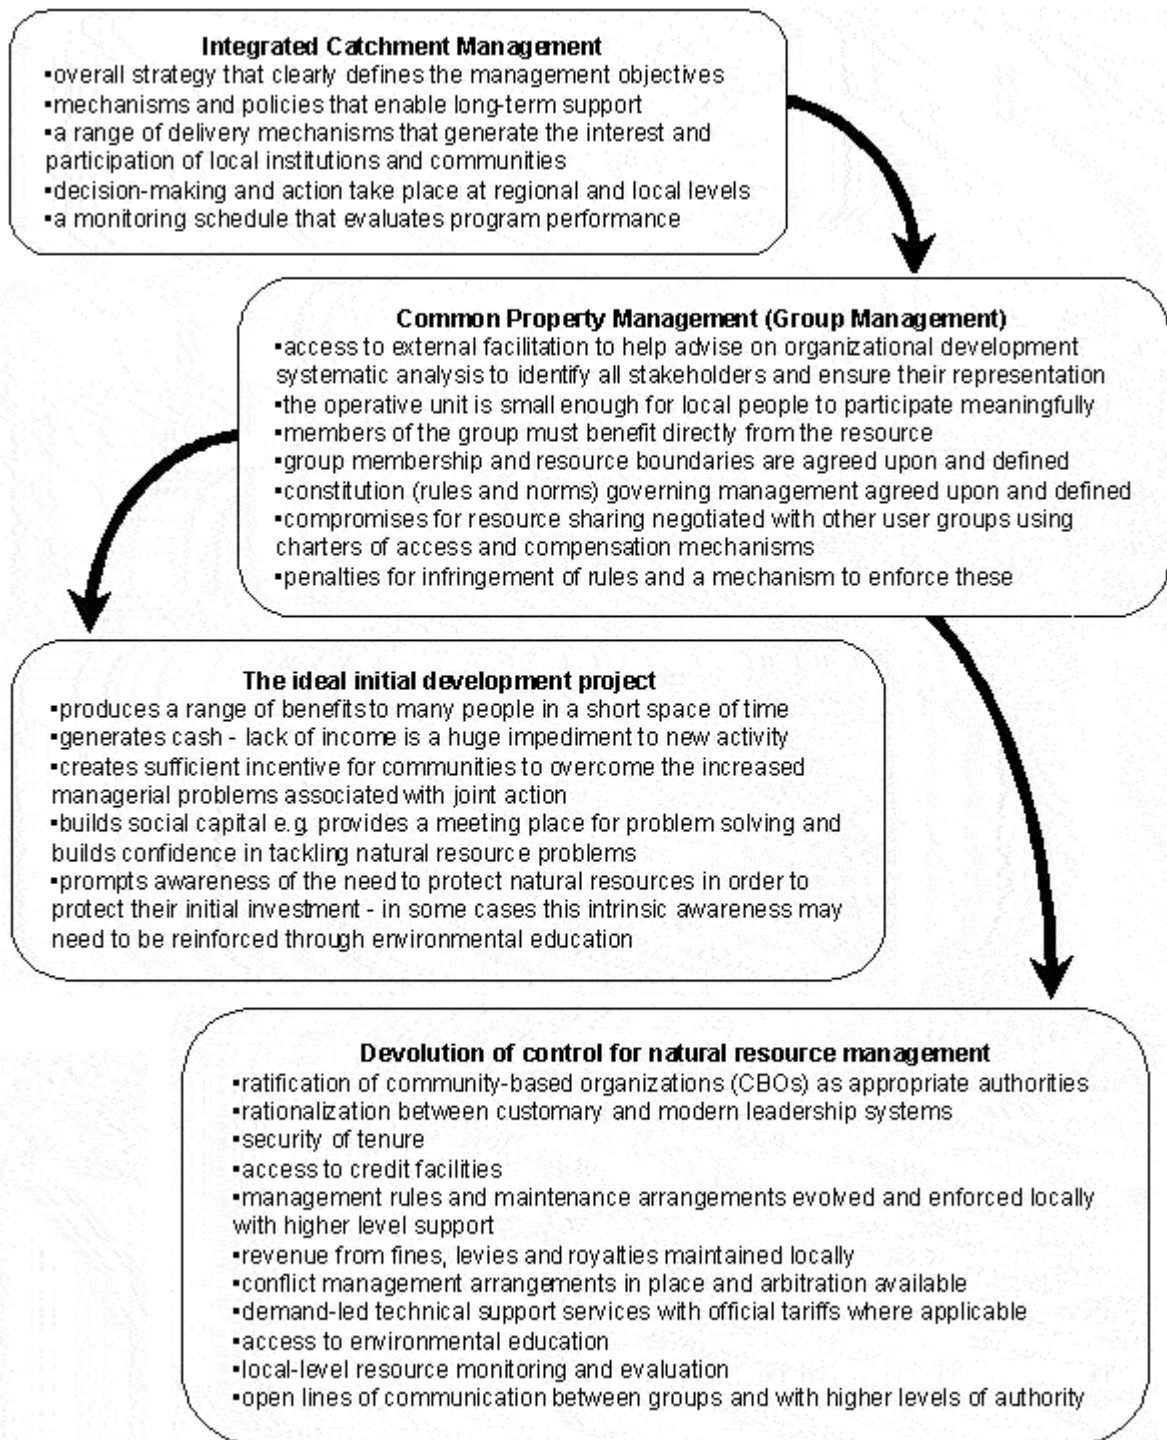 Integrated Catchment Management
▪overall strategy that clearly defines the management objectives
▪mechanisms and policies that enable long-term support
▪a range of delivery mechanisms that generate the interest and
participation of local institutions and communities
▪decision-making and action take place at regional and local levels
▪a monitoring schedule that evaluates program performance
Common Property Management (Group Management)
▪access to external facilitation to help advise on organizational development
systematic analysis to identify all stakeholders and ensure their representation
▪the operative unit is small enough for local people to participate meaningfully
▪members of the group must benefit directly from the resource
▪group membership and resource boundaries are agreed upon and defined
▪constitution (rules and norms) governing management agreed upon and defined
▪compromises for resource sharing negotiated with other user groups using
charters of access and compensation mechanisms
▪penalties for infringement of rules and a mechanism to enforce these
The ideal initial development project
▪produces a range of benefits to many people in a short space of time
▪generates cash - lack of income is a huge impediment to new activity
▪creates sufficient incentive for communities to overcome the increased
managerial problems associated with joint action
▪builds social capital e.g. provides a meeting place for problem solving and
builds confidence in tackling natural resource problems
▪prompts awareness of the need to protect natural resources in order to
protect their initial investment - in some cases this intrinsic awareness may
need to be reinforced through environmental education
Devolution of control for natural resource management
▪ratification of community-based organizations (CBOs) as appropriate authorities
▪rationalization between customary and modern leadership systems
▪security of tenure
▪access to credit facilities
▪management rules and maintenance arrangements evolved and enforced locally
with higher level support
▪revenue from fines, levies and royalties maintained locally
▪conflict management arrangements in place and arbitration available
▪demand-led technical support services with official tariffs where applicable
▪access to environmental education
▪local-level resource monitoring and evaluation
▪open lines of communication between groups and with higher levels of authority